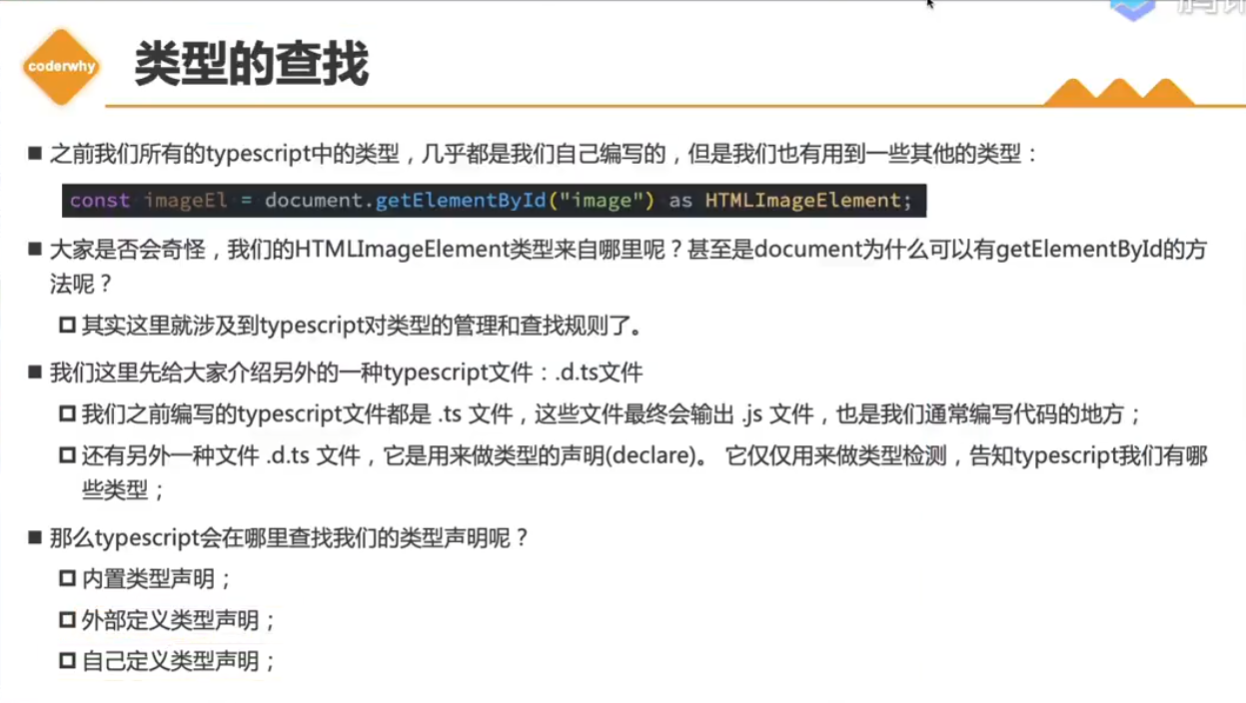 coderwhy
类型的查找
■ 之前我们所有的typescript中的类型，几乎都是我们自己编写的，但是我们也有用到一些其他的类型：
const imageEl = document.getElementById("image") as HTMLImageElement;
■ 大家是否会奇怪，我们的HTMLImageElement类型来自哪里呢？甚至是document为什么可以有getElementById的方
法呢？
其实这里就涉及到typescript对类型的管理和查找规则了。
■ 我们这里先给大家介绍另外的一种typescript文件：.d.ts文件
我们之前编写的typescript文件都是 .ts 文件，这些文件最终会输出 .js 文件，也是我们通常编写代码的地方；
还有另外一种文件 .d.ts 文件，它是用来做类型的声明(declare)。 它仅仅用来做类型检测，告知typescript我们有哪
些类型；
■ 那么typescript会在哪里查找我们的类型声明呢？
内置类型声明；
外部定义类型声明；
自己定义类型声明；